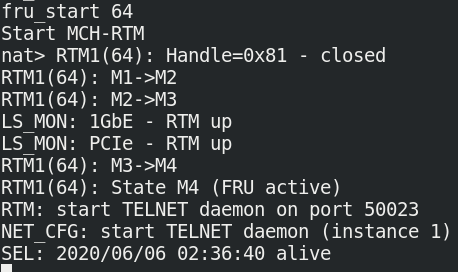 fru_start 64
Start MCH-RTM
nat> RTM1(64): Handle=0x81 - closed
RTM1(64): M1->M2
RTM1(64): M2->M3
LS_MON: 1GbE - RTM up
LS_MON: PCIe - RTM up
RTM1(64): M3->M4
RTM1(64): State M4 (FRU active)
RTM: start TELNET daemon on port 50023
NET_CFG: start TELNET daemon (instance 1)
SEL: 2020/06/06 02:36:40 alive